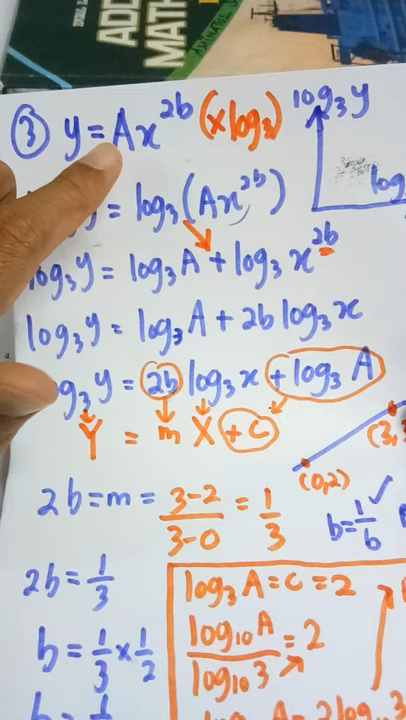 ADD
MATH
③ y = Ax^2b (×log₃)
log₃ y
= log₃(Ax^2b)
log
log₃ y = log₃ A + log₃ x^2b
log₃ y = log₃ A + 2b log₃ x
g₃ y = 2b log₃ x + log₃ A
Y = m X + C
(3,
(0,2)
2b = m = 3-2/3-0 = 1/3
b = 1/6 ✓
2b = 1/3
log₃ A = C = 2
b = 1/3 × 1/2
log₁₀ A/log₁₀ 3 = 2